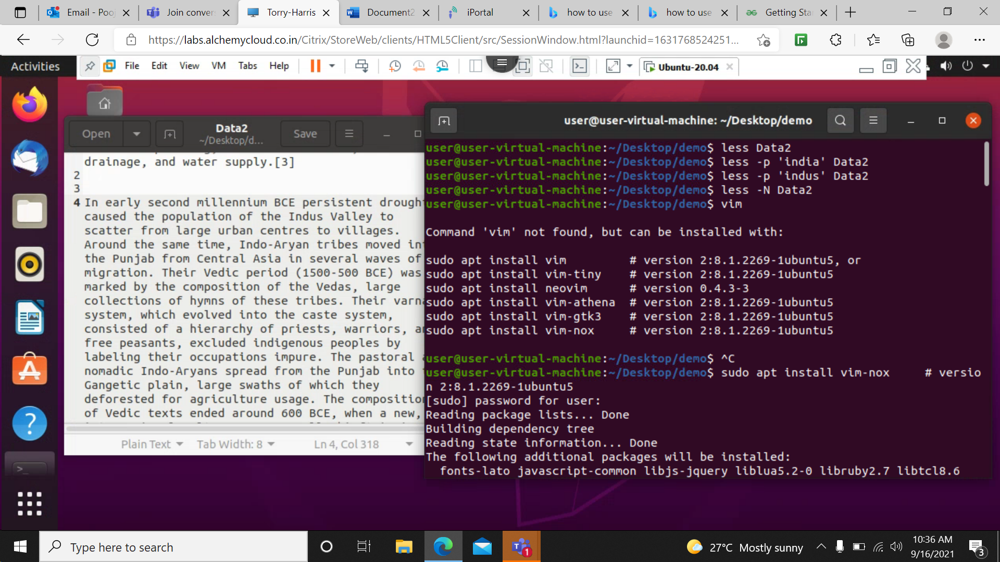 Email - Pooj
Join conver
Torry-Harris
Document2
iPortal
how to use
how to use
Getting Sta
https://labs.alchemycloud.co.in/Citrix/StoreWeb/clients/HTML5Client/src/SessionWindow.html?launchid=1631768524251...
Activities
File Edit View VM Tabs Help
Ubuntu-20.04
Open
Data2
~/Desktop/d...
Save
drainage, and water supply.[3]
2
3
4 In early second millennium BCE persistent drought
caused the population of the Indus Valley to
scatter from large urban centres to villages.
Around the same time, Indo-Aryan tribes moved int
the Punjab from Central Asia in several waves of
migration. Their Vedic period (1500-500 BCE) was
marked by the composition of the Vedas, large
collections of hymns of these tribes. Their varna
system, which evolved into the caste system,
consisted of a hierarchy of priests, warriors, a
free peasants, excluded indigenous peoples by
labeling their occupations impure. The pastoral
nomadic Indo-Aryans spread from the Punjab into
Gangetic plain, large swaths of which they
deforested for agriculture usage. The composition
of Vedic texts ended around 600 BCE, when a new,
Plain Text Tab Width: 8 Ln 4, Col 318
user@user-virtual-machine: ~/Desktop/demo
user@user-virtual-machine:~/Desktop/demo$ less Data2
user@user-virtual-machine:~/Desktop/demo$ less -p 'india' Data2
user@user-virtual-machine:~/Desktop/demo$ less -p 'indus' Data2
user@user-virtual-machine:~/Desktop/demo$ less -N Data2
user@user-virtual-machine:~/Desktop/demo$ vim
Command 'vim' not found, but can be installed with:
sudo apt install vim # version 2:8.1.2269-1ubuntu5, or
sudo apt install vim-tiny # version 2:8.1.2269-1ubuntu5
sudo apt install neovim # version 0.4.3-3
sudo apt install vim-athena # version 2:8.1.2269-1ubuntu5
sudo apt install vim-gtk3 # version 2:8.1.2269-1ubuntu5
sudo apt install vim-nox # version 2:8.1.2269-1ubuntu5
user@user-virtual-machine:~/Desktop/demo$ ^C
user@user-virtual-machine:~/Desktop/demo$ sudo apt install vim-nox # versio
n 2:8.1.2269-1ubuntu5
[sudo] password for user:
Reading package lists... Done
Building dependency tree
Reading state information... Done
The following additional packages will be installed:
fonts-lato javascript-common libjs-jquery liblua5.2-0 libruby2.7 libtcl8.6
Type here to search
1
27°C Mostly sunny
10:36 AM
9/16/2021
3